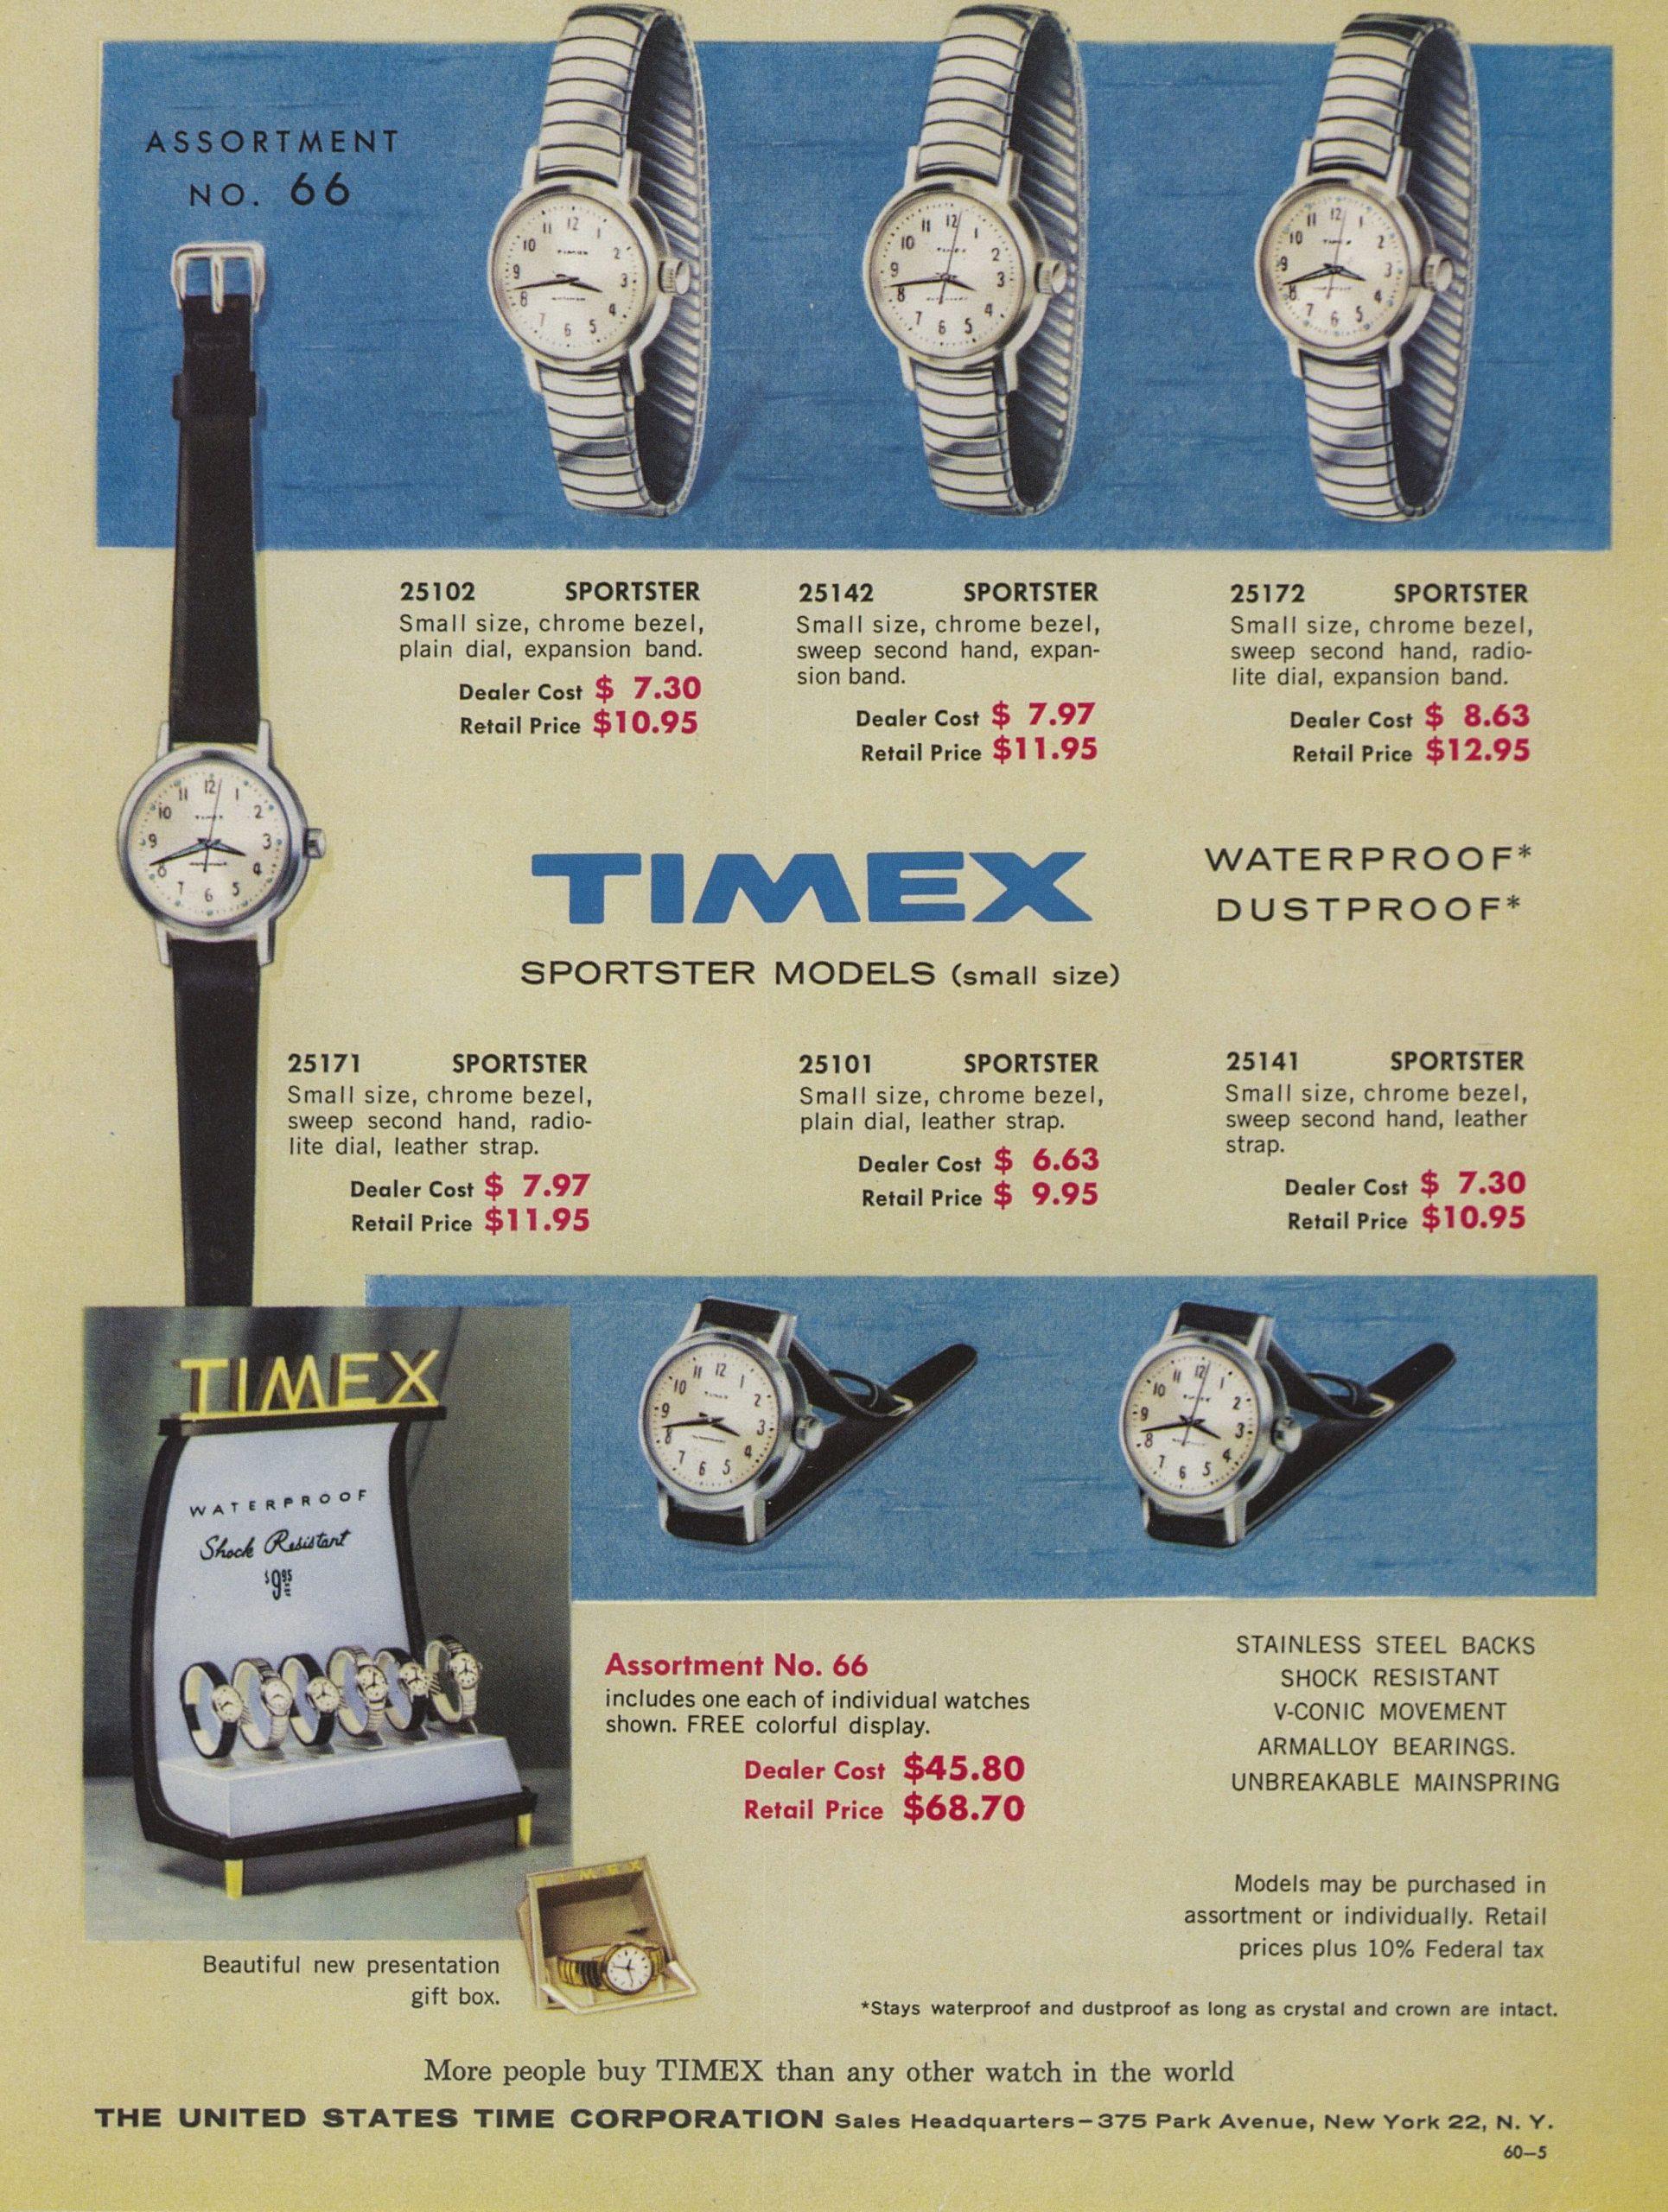 ASSORTMENT
NO. 66
25102 SPORTSTER
Small size, chrome bezel,
plain dial, expansion band.
Dealer Cost $ 7.30
Retail Price $10.95
25142 SPORTSTER
Small size, chrome bezel,
sweep second hand, expan-
sion band.
Dealer Cost $ 7.97
Retail Price $11.95
25172 SPORTSTER
Small size, chrome bezel,
sweep second hand, radio-
lite dial, expansion band.
Dealer Cost $ 8.63
Retail Price $12.95
TIMEX
SPORTSTER MODELS (small size)
WATERPROOF*
DUSTPROOF*
25171 SPORTSTER
Small size, chrome bezel,
sweep second hand, radio-
lite dial, leather strap.
Dealer Cost $ 7.97
Retail Price $11.95
25101 SPORTSTER
Small size, chrome bezel,
plain dial, leather strap.
Dealer Cost $ 6.63
Retail Price $ 9.95
25141 SPORTSTER
Small size, chrome bezel,
sweep second hand, leather
strap.
Dealer Cost $ 7.30
Retail Price $10.95
TIMEX
WATERPROOF
Shock Resistant
$9.95
Assortment No. 66
includes one each of individual watches
shown. FREE colorful display.
Dealer Cost $45.80
Retail Price $68.70
STAINLESS STEEL BACKS
SHOCK RESISTANT
V-CONIC MOVEMENT
ARMALLOY BEARINGS.
UNBREAKABLE MAINSPRING
Models may be purchased in
assortment or individually. Retail
prices plus 10% Federal tax
TIMEX
Beautiful new presentation
gift box.
*Stays waterproof and dustproof as long as crystal and crown are intact.
More people buy TIMEX than any other watch in the world
THE UNITED STATES TIME CORPORATION Sales Headquarters–375 Park Avenue, New York 22, N. Y.
60–5